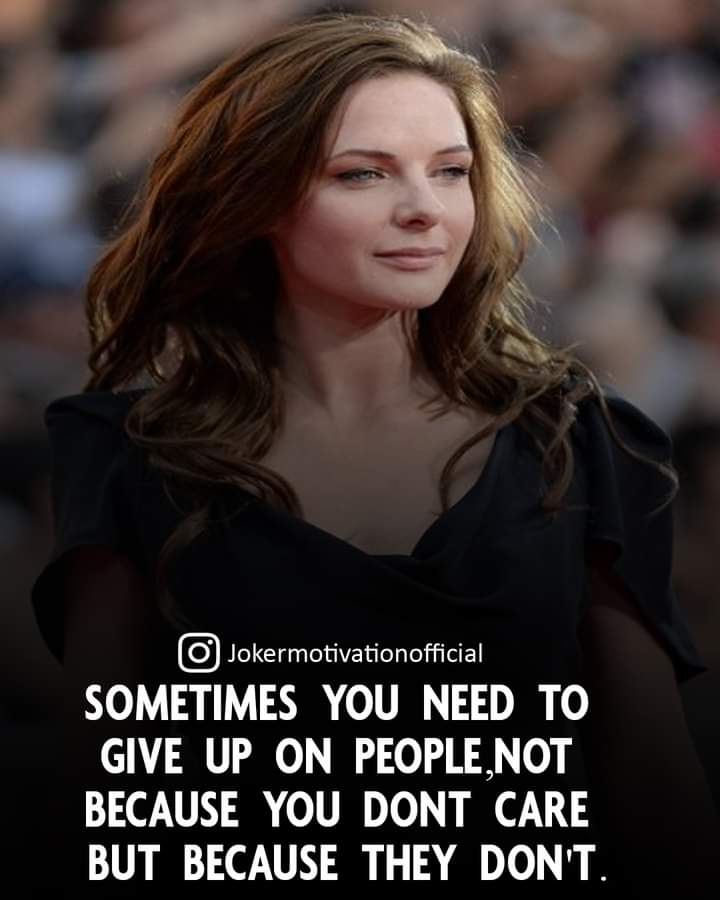 Jokermotivationofficial
SOMETIMES YOU NEED TO
GIVE UP ON PEOPLE,NOT
BECAUSE YOU DONT CARE
BUT BECAUSE THEY DON'T.